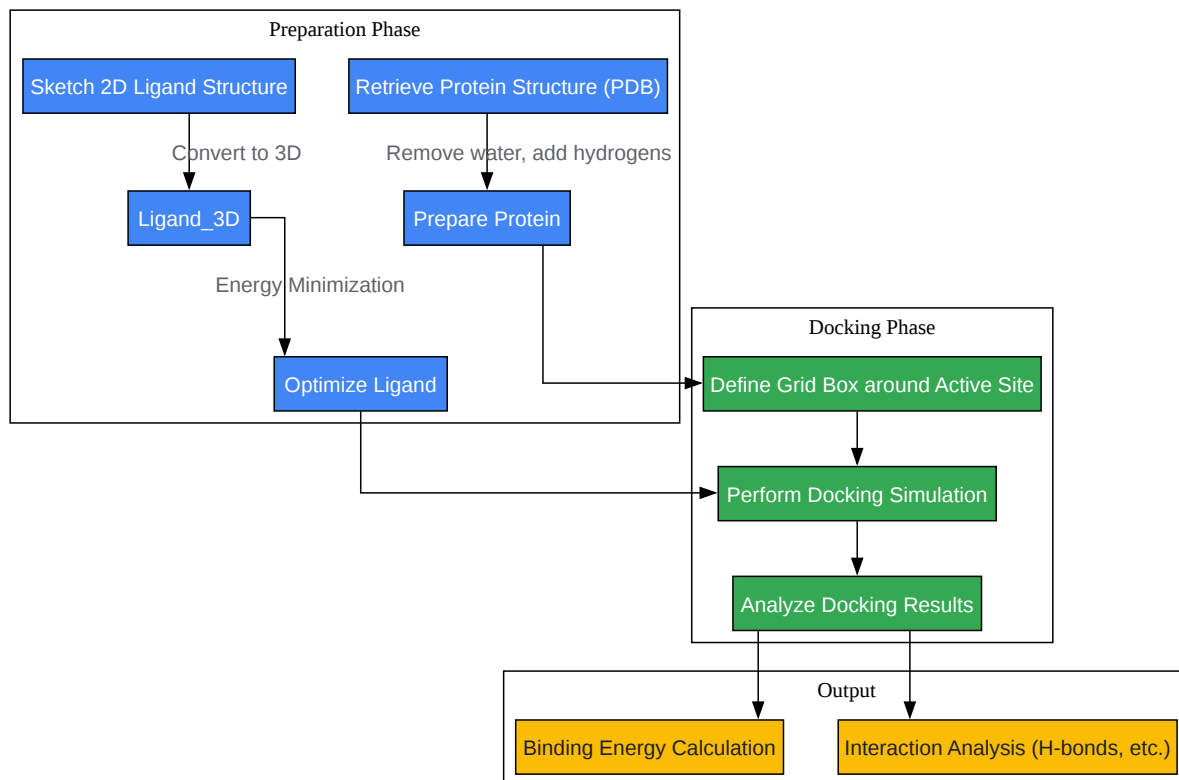 Preparation Phase
Sketch 2D Ligand Structure
Retrieve Protein Structure (PDB)
Convert to 3D
Remove water, add hydrogens
Ligand_3D
Prepare Protein
Energy Minimization
Optimize Ligand
Docking Phase
Define Grid Box around Active Site
Perform Docking Simulation
Analyze Docking Results
Output
Binding Energy Calculation
Interaction Analysis (H-bonds, etc.)